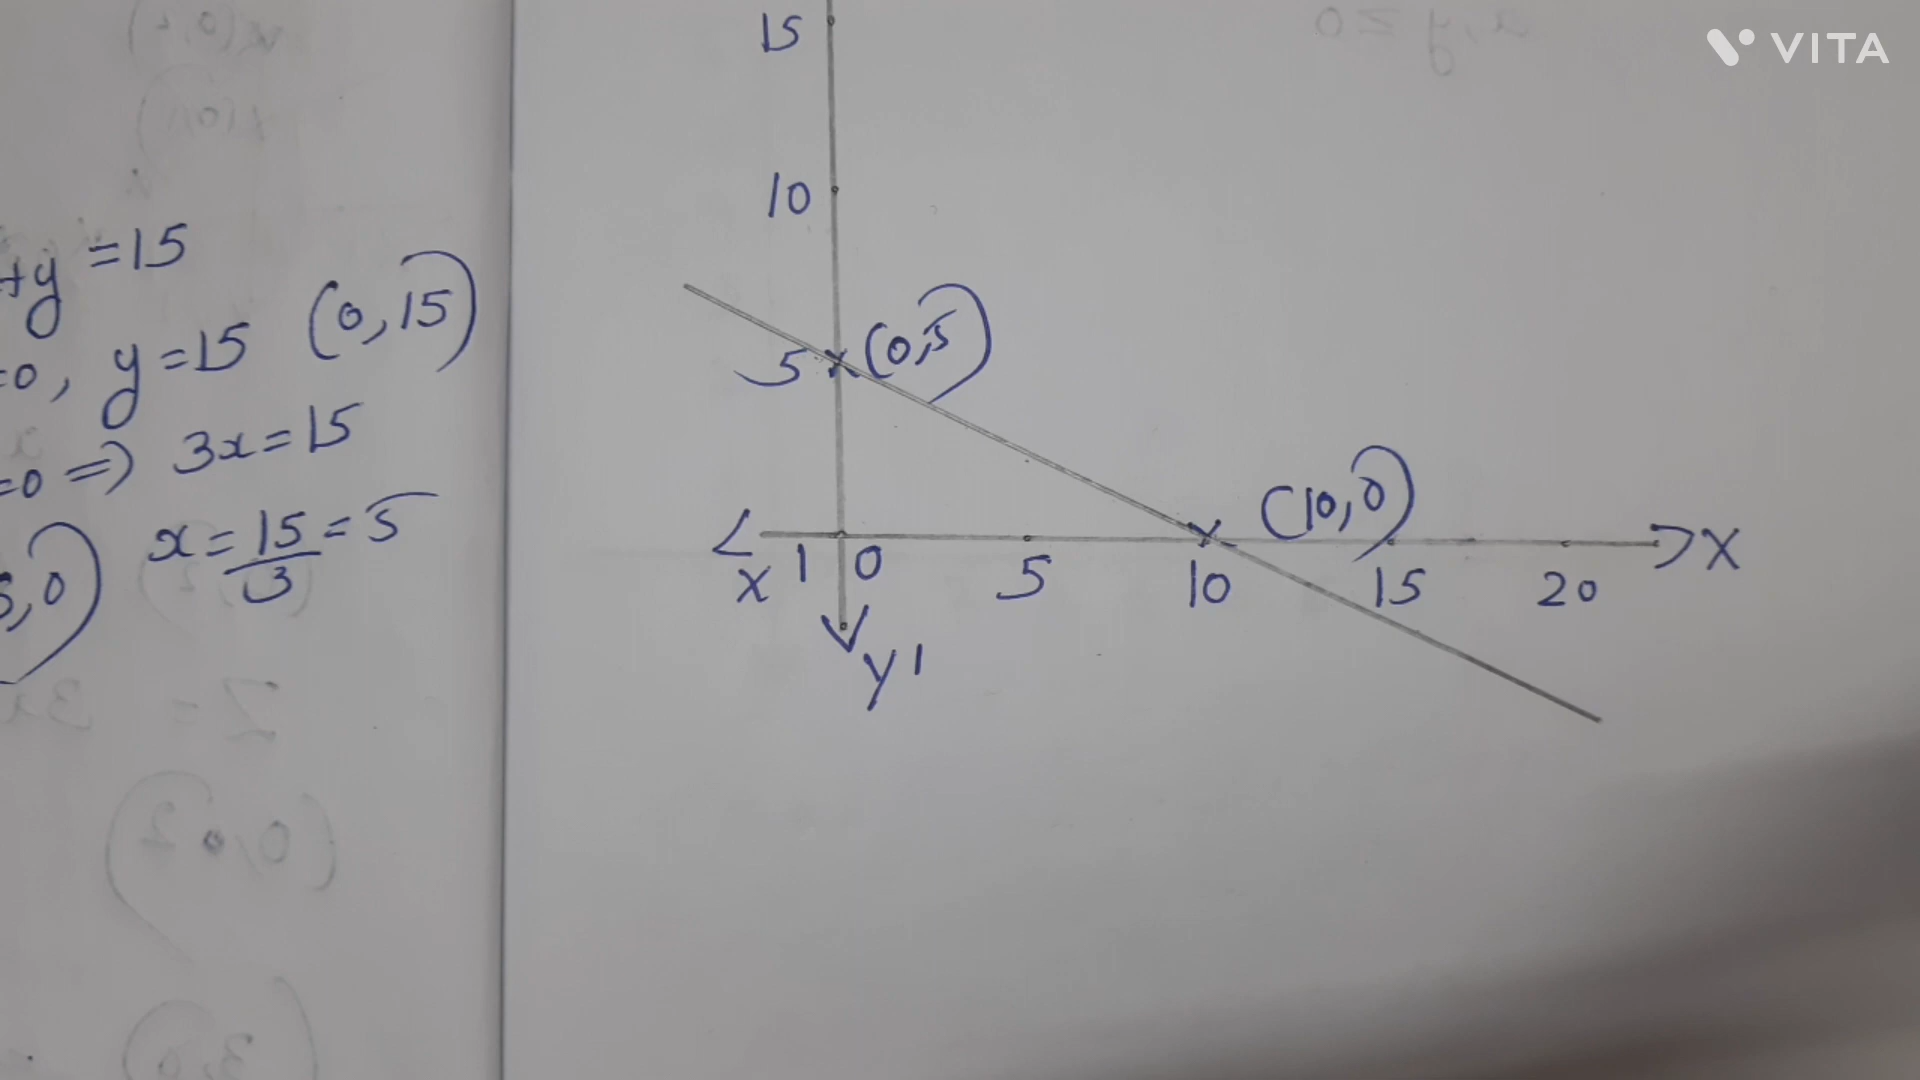 +y = 15
=0, y = 15 (0, 15)
=0 => 3x = 15
x = 15/3 = 5
5, 0)
15
10
5 (0, 5)
(10, 0)
X' 0 5 10 15 20 X
Y'
VITA